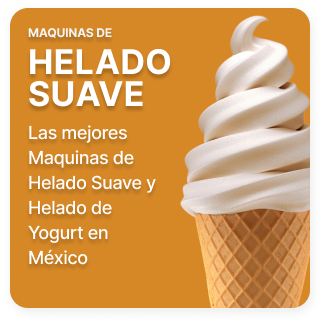 MAQUINAS DE
HELADO
SUAVE
Las mejores
Maquinas de
Helado Suave y
Helado de
Yogurt en
México